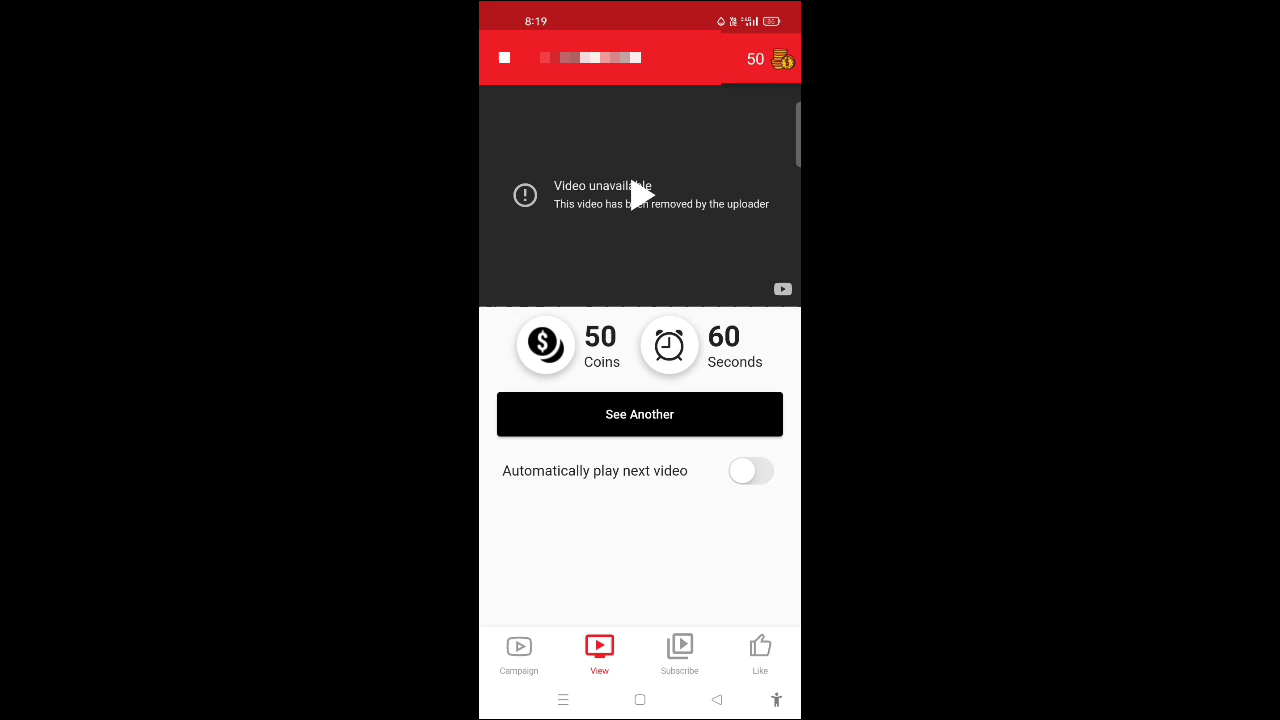 8:19
50
Video unavailable
This video has been removed by the uploader
50
Coins
60
Seconds
See Another
Automatically play next video
Campaign
View
Subscribe
Like